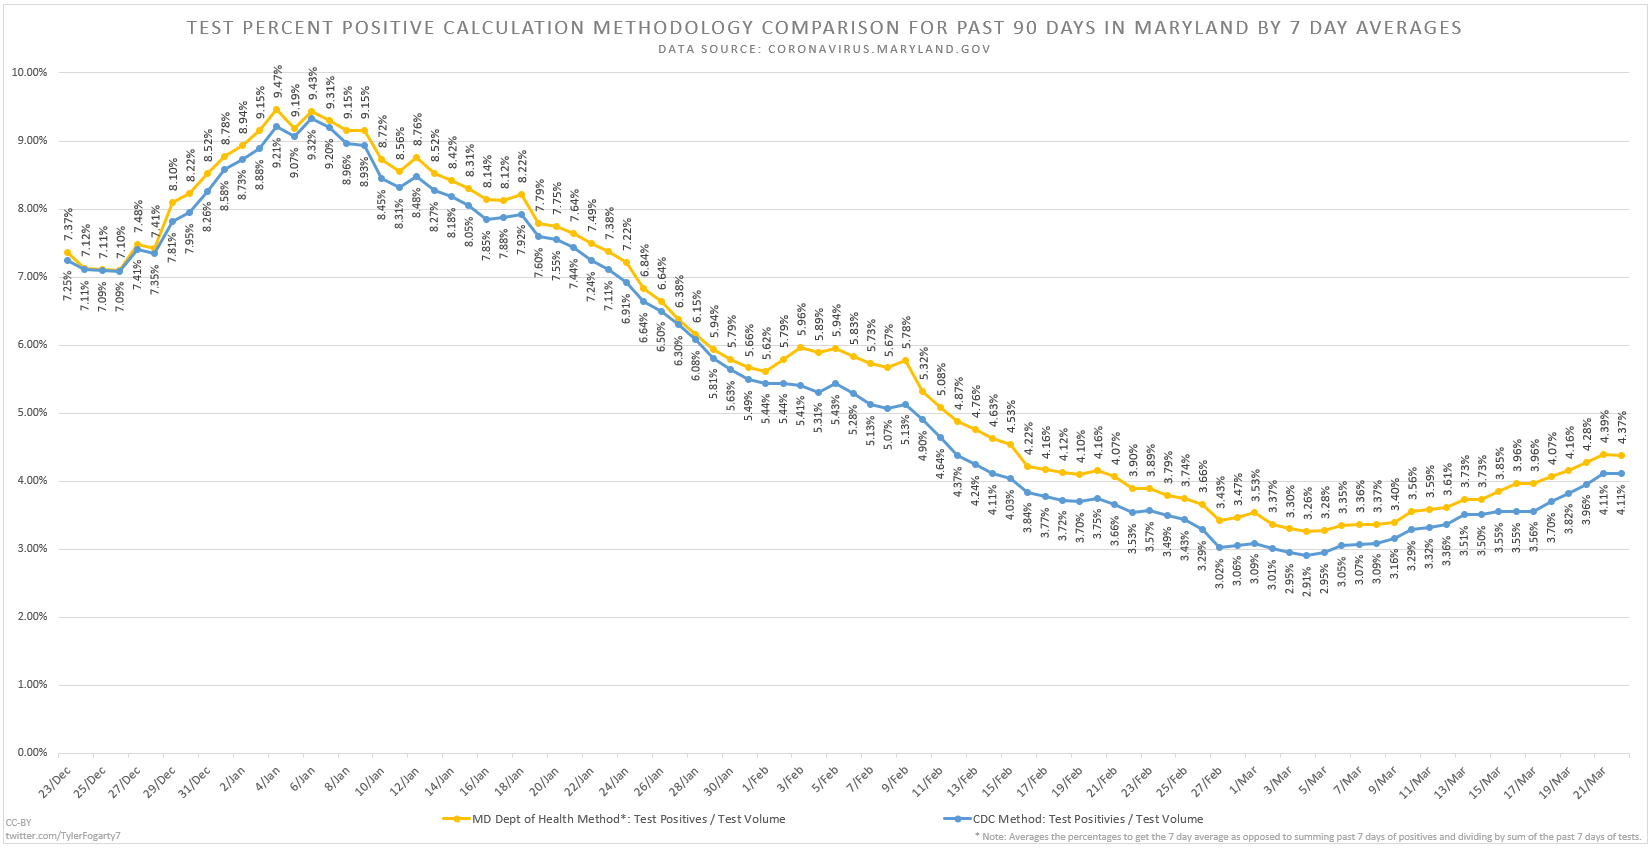 TEST PERCENT POSITIVE CALCULATION METHODOLOGY COMPARISON FOR PAST 90 DAYS IN MARYLAND BY 7 DAY AVERAGES
DATA SOURCE: CORONAVIRUS.MARYLAND.GOV
10.00%
9.00%
8.00%
7.00%
6.00%
5.00%
4.00%
3.00%
2.00%
1.00%
0.00%
7.37% 7.12% 7.11% 7.10% 7.48% 7.41% 8.10% 8.22% 8.52% 8.78% 8.94% 9.15% 9.47% 9.19% 9.43% 9.31% 9.15% 9.15% 8.72% 8.56% 8.76% 8.52% 8.42% 8.31% 8.14% 8.12% 8.22% 7.79% 7.75% 7.64% 7.49% 7.38% 7.22% 6.84% 6.64% 6.38% 6.15% 5.94% 5.79% 5.66% 5.62% 5.79% 5.96% 5.89% 5.94% 5.83% 5.73% 5.67% 5.78% 5.32% 5.08% 4.87% 4.76% 4.63% 4.53% 4.22% 4.16% 4.12% 4.10% 4.16% 4.07% 3.90% 3.89% 3.79% 3.74% 3.66% 3.43% 3.47% 3.53% 3.37% 3.30% 3.26% 3.28% 3.35% 3.36% 3.37% 3.40% 3.56% 3.59% 3.61% 3.73% 3.73% 3.85% 3.96% 3.96% 4.07% 4.16% 4.28% 4.39% 4.37%
7.25% 7.11% 7.09% 7.09% 7.41% 7.35% 7.81% 7.95% 8.26% 8.58% 8.73% 8.88% 9.21% 9.07% 9.32% 9.20% 8.96% 8.93% 8.45% 8.31% 8.48% 8.27% 8.18% 8.05% 7.85% 7.88% 7.92% 7.60% 7.55% 7.44% 7.24% 7.11% 6.91% 6.64% 6.50% 6.30% 6.08% 5.81% 5.63% 5.49% 5.44% 5.44% 5.41% 5.31% 5.43% 5.28% 5.13% 5.07% 5.13% 4.90% 4.64% 4.37% 4.24% 4.11% 4.03% 3.84% 3.77% 3.72% 3.70% 3.75% 3.66% 3.53% 3.57% 3.49% 3.43% 3.29% 3.02% 3.06% 3.09% 3.01% 2.95% 2.91% 2.95% 3.05% 3.07% 3.09% 3.16% 3.29% 3.32% 3.36% 3.51% 3.50% 3.55% 3.55% 3.56% 3.70% 3.82% 3.96% 4.11% 4.11%
23/Dec 25/Dec 27/Dec 29/Dec 31/Dec 2/Jan 4/Jan 6/Jan 8/Jan 10/Jan 12/Jan 14/Jan 16/Jan 18/Jan 20/Jan 22/Jan 24/Jan 26/Jan 28/Jan 30/Jan 1/Feb 3/Feb 5/Feb 7/Feb 9/Feb 11/Feb 13/Feb 15/Feb 17/Feb 19/Feb 21/Feb 23/Feb 25/Feb 27/Feb 1/Mar 3/Mar 5/Mar 7/Mar 9/Mar 11/Mar 13/Mar 15/Mar 17/Mar 19/Mar 21/Mar
MD Dept of Health Method*: Test Positives / Test Volume
CDC Method: Test Positivies / Test Volume
CC-BY
twitter.com/TylerFogarty7
* Note: Averages the percentages to get the 7 day average as opposed to summing past 7 days of positives and dividing by sum of the past 7 days of tests.